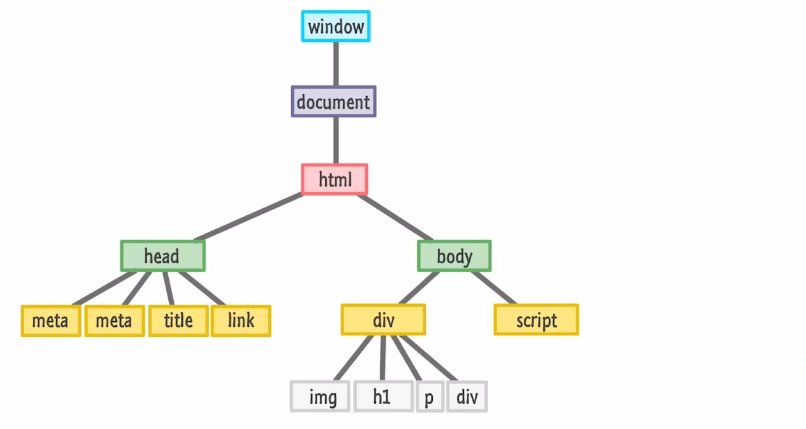 window
document
html
head body
meta meta title link div script
img h1 p div